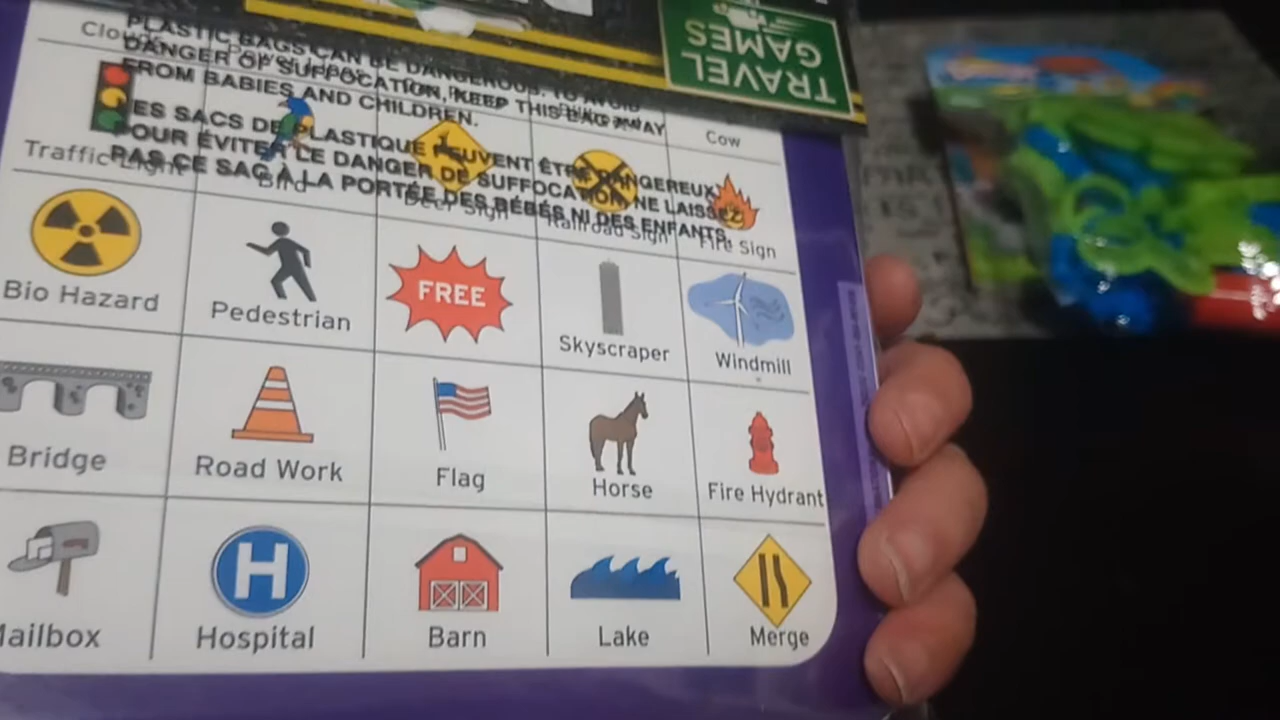 TRAVEL
GAMES
PLASTIC BAGS CAN BE DANGEROUS. TO AVOID
DANGER OF SUFFOCATION, KEEP THIS BAG AWAY
FROM BABIES AND CHILDREN.
LES SACS DE PLASTIQUE PEUVENT ÊTRE DANGEREUX.
POUR ÉVITER LE DANGER DE SUFFOCATION, NE LAISSEZ
PAS CE SAC À LA PORTÉE DES BÉBÉS NI DES ENFANTS.
Cow
Traffic Light
Bird
Deer Sign
Railroad Sign
Fire Sign
Bio Hazard
Pedestrian
FREE
Skyscraper
Windmill
Bridge
Road Work
Flag
Horse
Fire Hydrant
Mailbox
H
Hospital
Barn
Lake
Merge